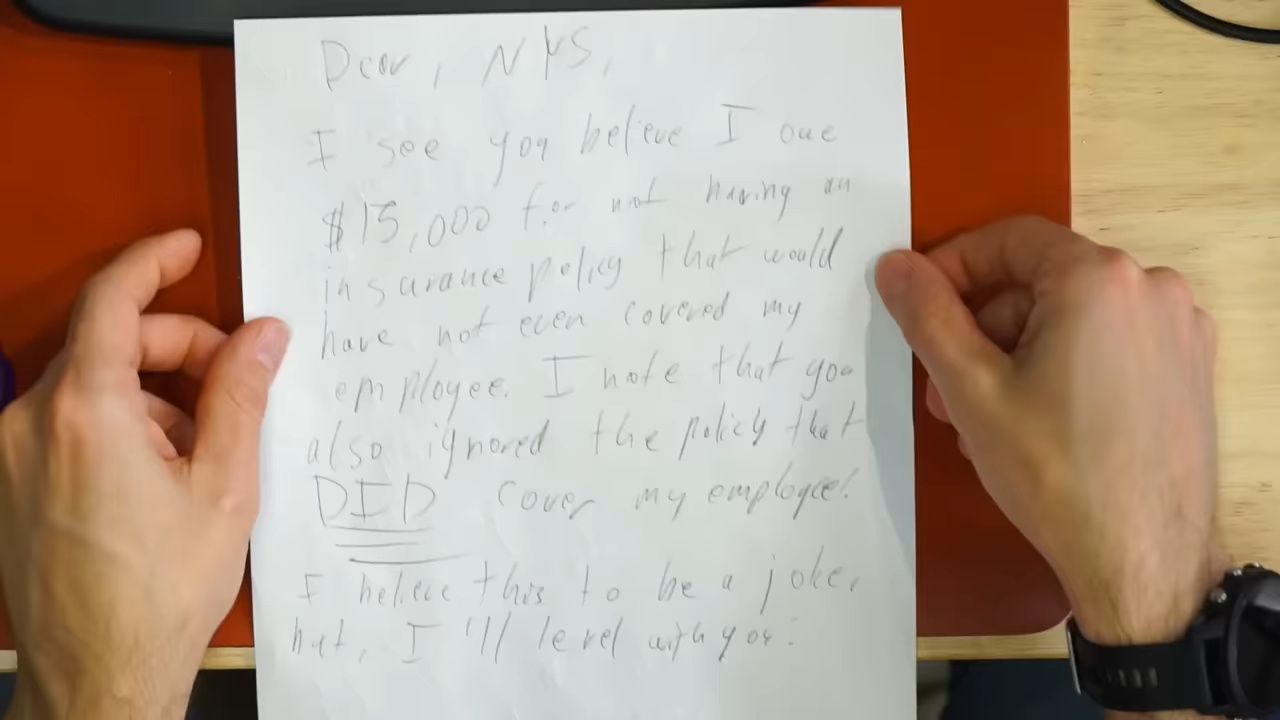 Dear, NYS,
I see you believe I owe
$15,000 for not having an
insurance policy that would
have not even covered my
employee. I note that you
also ignored the policy that
DID cover my employee!
I believe this to be a joke,
but, I'll level with you: